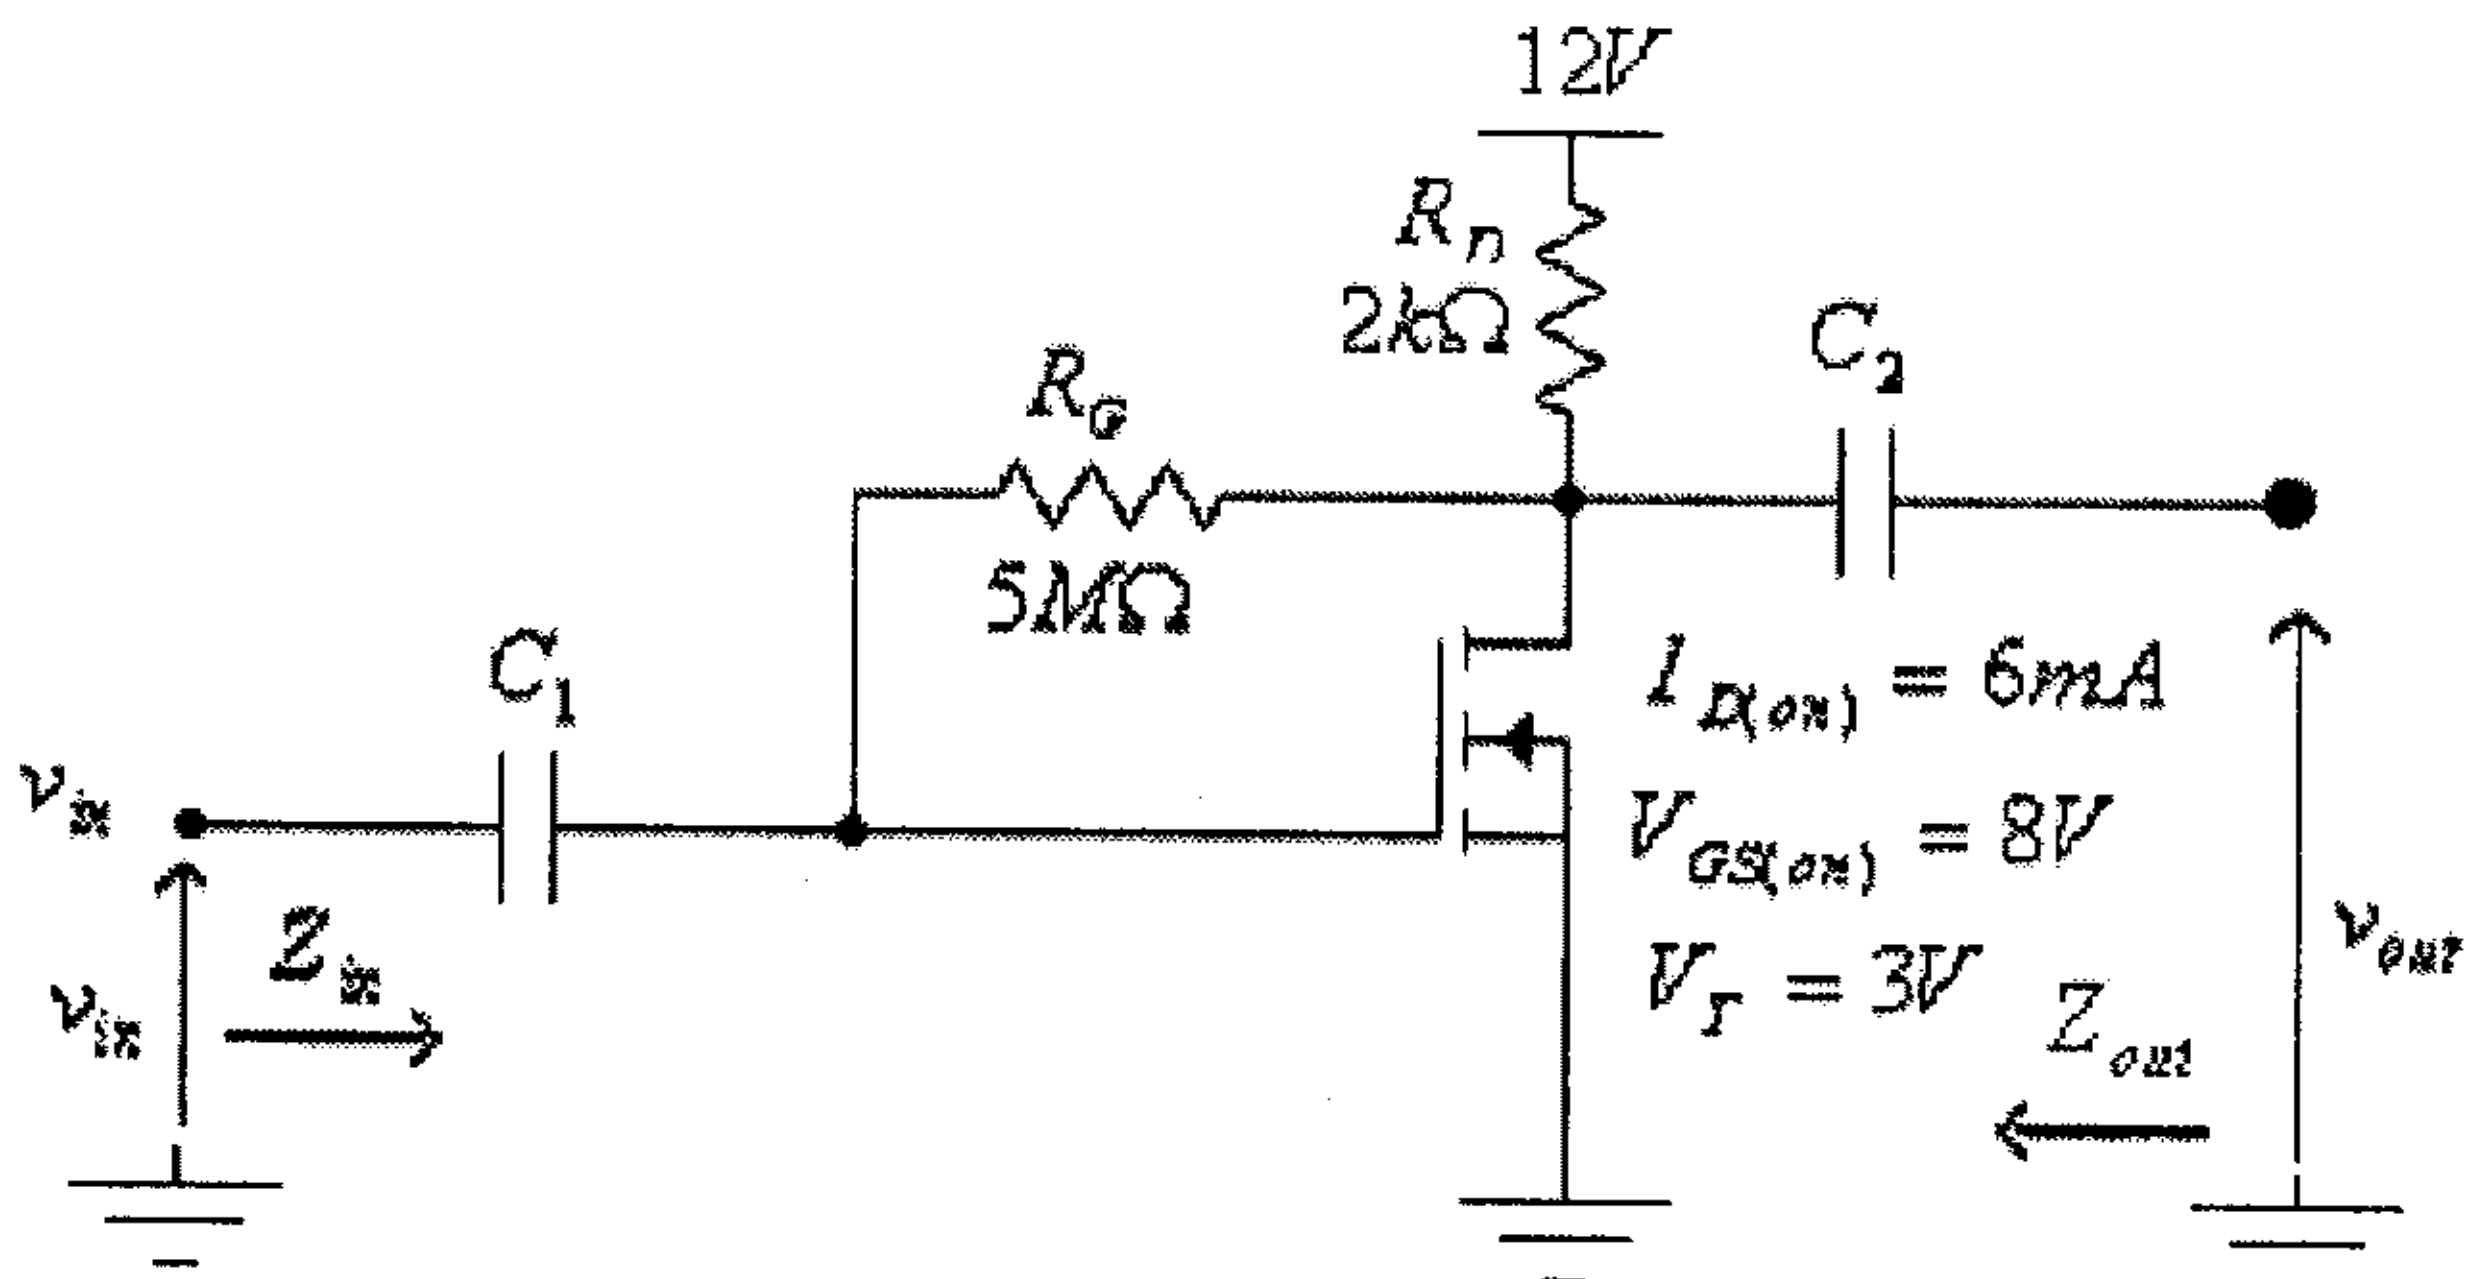 12V
R_D
2kΩ
C_2
R_G
5MΩ
C_1
I_D(on) = 6mA
v_in
V_GS(on) = 8V
Z_in
v_out
V_T = 3V
v_in
Z_out